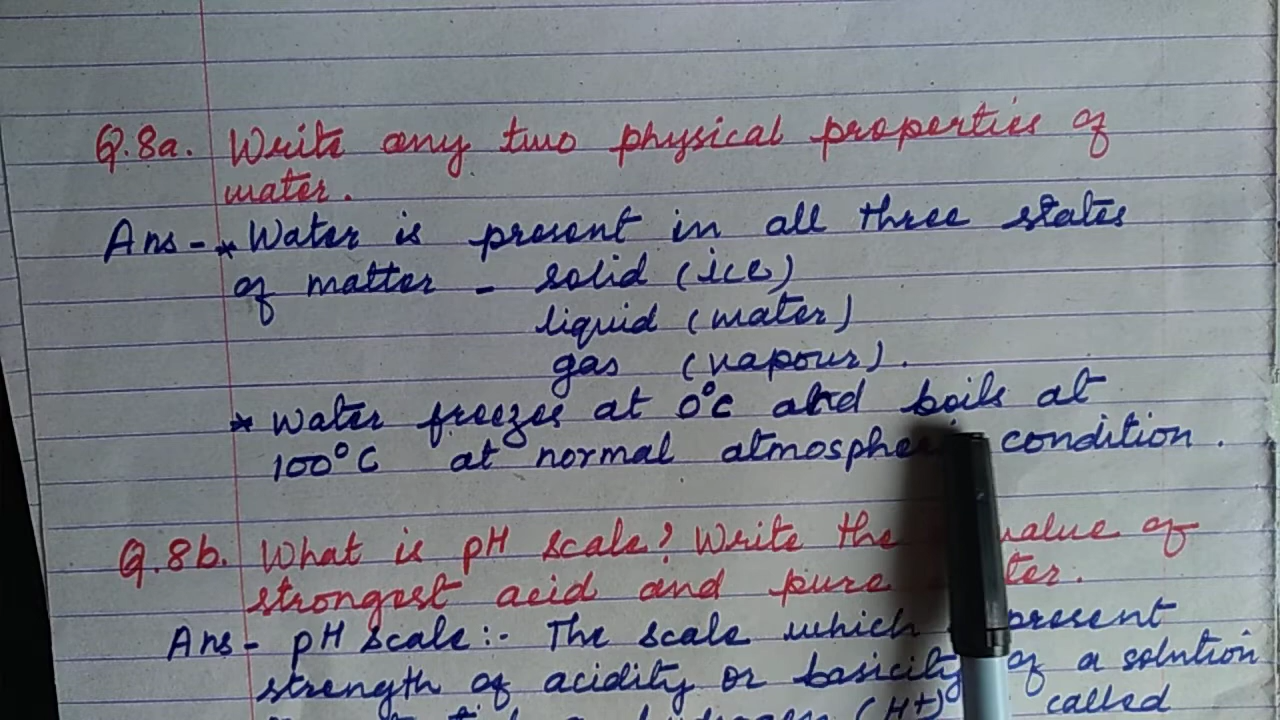 Q.8a. Write any two physical properties of
water.
Ans - * Water is present in all three states
of matter - solid (ice)
liquid (water)
gas (vapour).
* Water freezes at 0°C and boils at
100°C at normal atmospheric condition.
Q.8b. What is pH scale? Write the value of
strongest acid and pure
Ans - pH scale :- The scale which present
strength of acidity or basicity of a solution
(H+) called